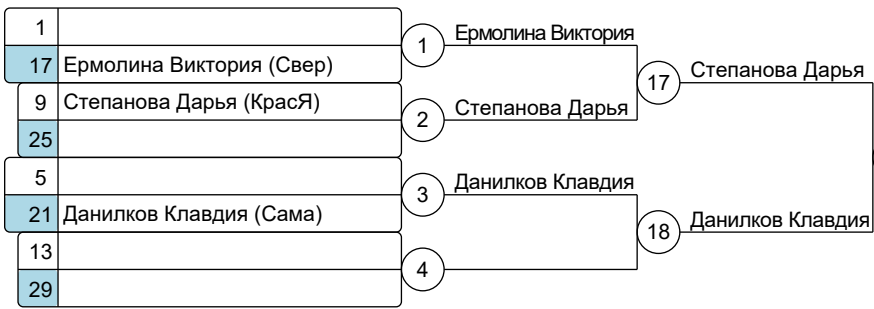 1
17 Ермолина Виктория (Свер)
9 Степанова Дарья (КрасЯ)
25
5
21 Данилков Клавдия (Сама)
13
29
1
2
3
4
Ермолина Виктория
Степанова Дарья
Данилков Клавдия
17
18
Степанова Дарья
Данилков Клавдия